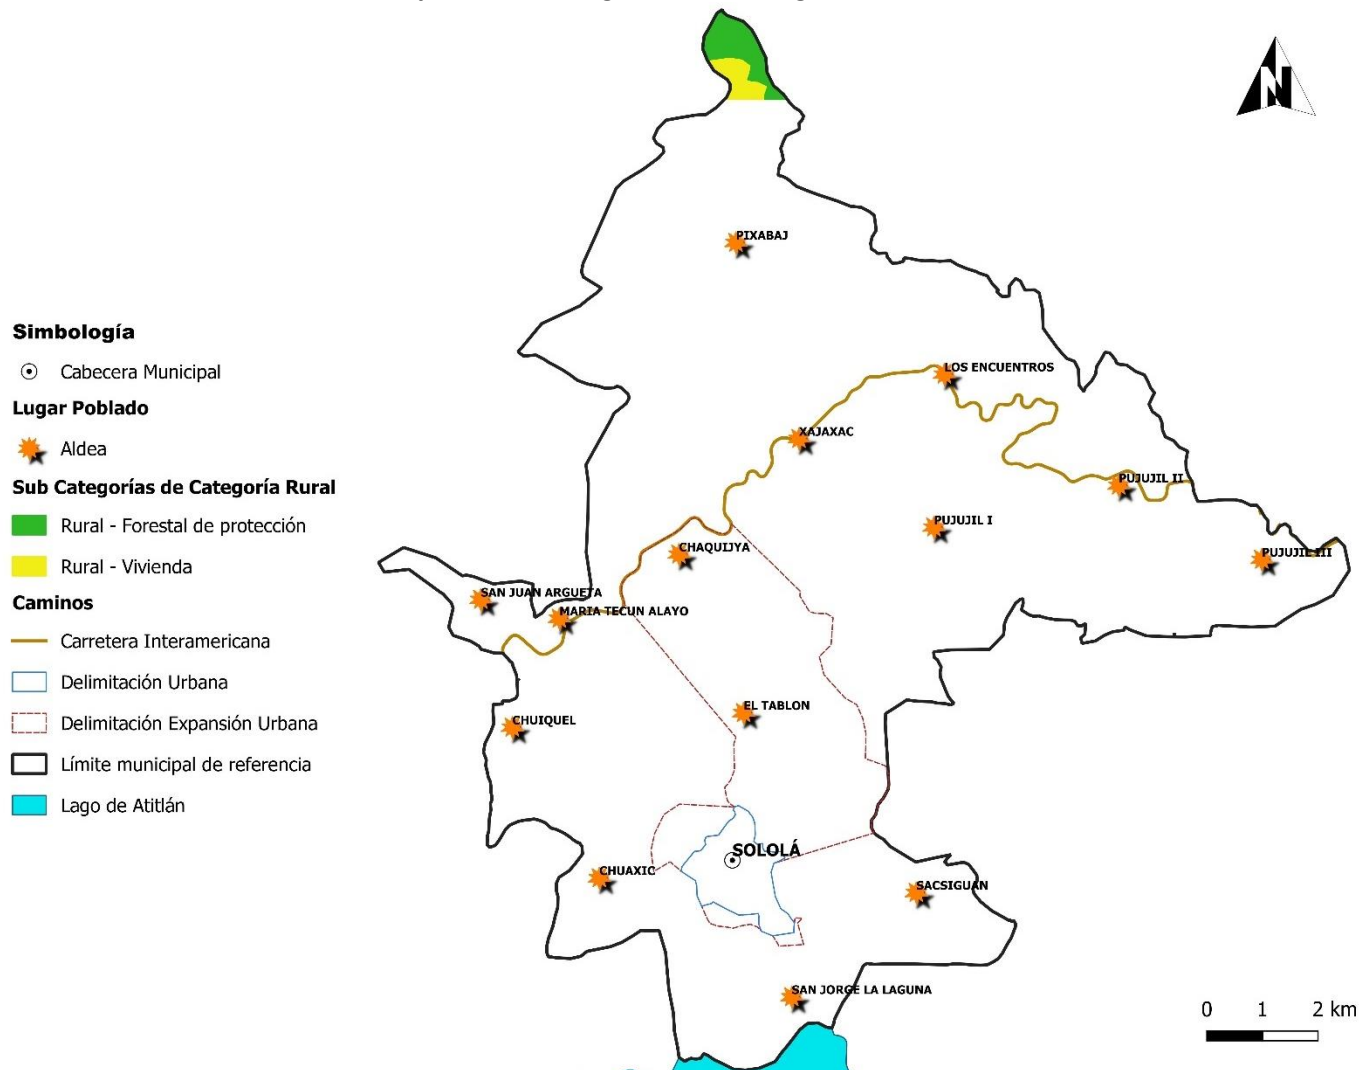 N
PIXABAJ
Simbología
Cabecera Municipal
LOS ENCUENTROS
Lugar Poblado
XAJAXAC
Aldea
PUJUJIL II
Sub Categorías de Categoría Rural
Rural - Forestal de protección
PUJUJIL I
CHAQUIJYA
PUJUJIL III
Rural - Vivienda
SAN JUAN ARGUETA
Caminos
MARIA TECUN ALAYO
Carretera Interamericana
Delimitación Urbana
EL TABLON
CHUIQUEL
Delimitación Expansión Urbana
Límite municipal de referencia
Lago de Atitlán
SOLOLÁ
CHUAXIC
SACSIGUAN
SAN JORGE LA LAGUNA
0 1 2 km